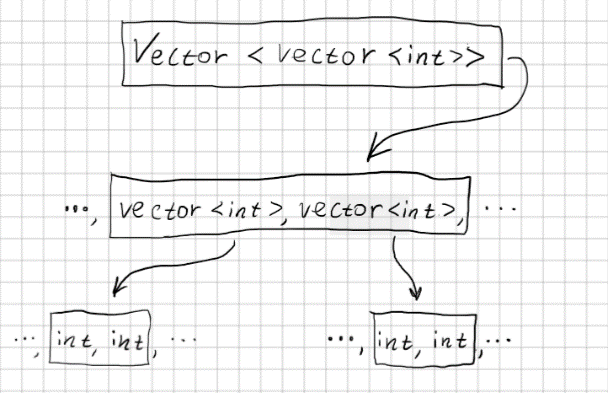 Vector < vector <int>>
..., vector <int>, vector<int>, ...
..., int, int, ... ..., int, int, ...